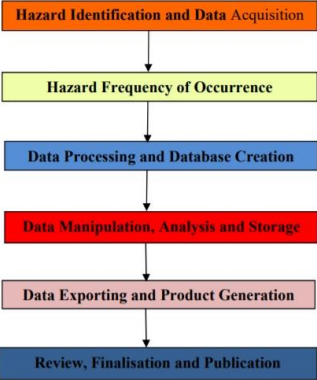 Hazard Identification and Data Acquisition
Hazard Frequency of Occurrence
Data Processing and Database Creation
Data Manipulation, Analysis and Storage
Data Exporting and Product Generation
Review, Finalisation and Publication